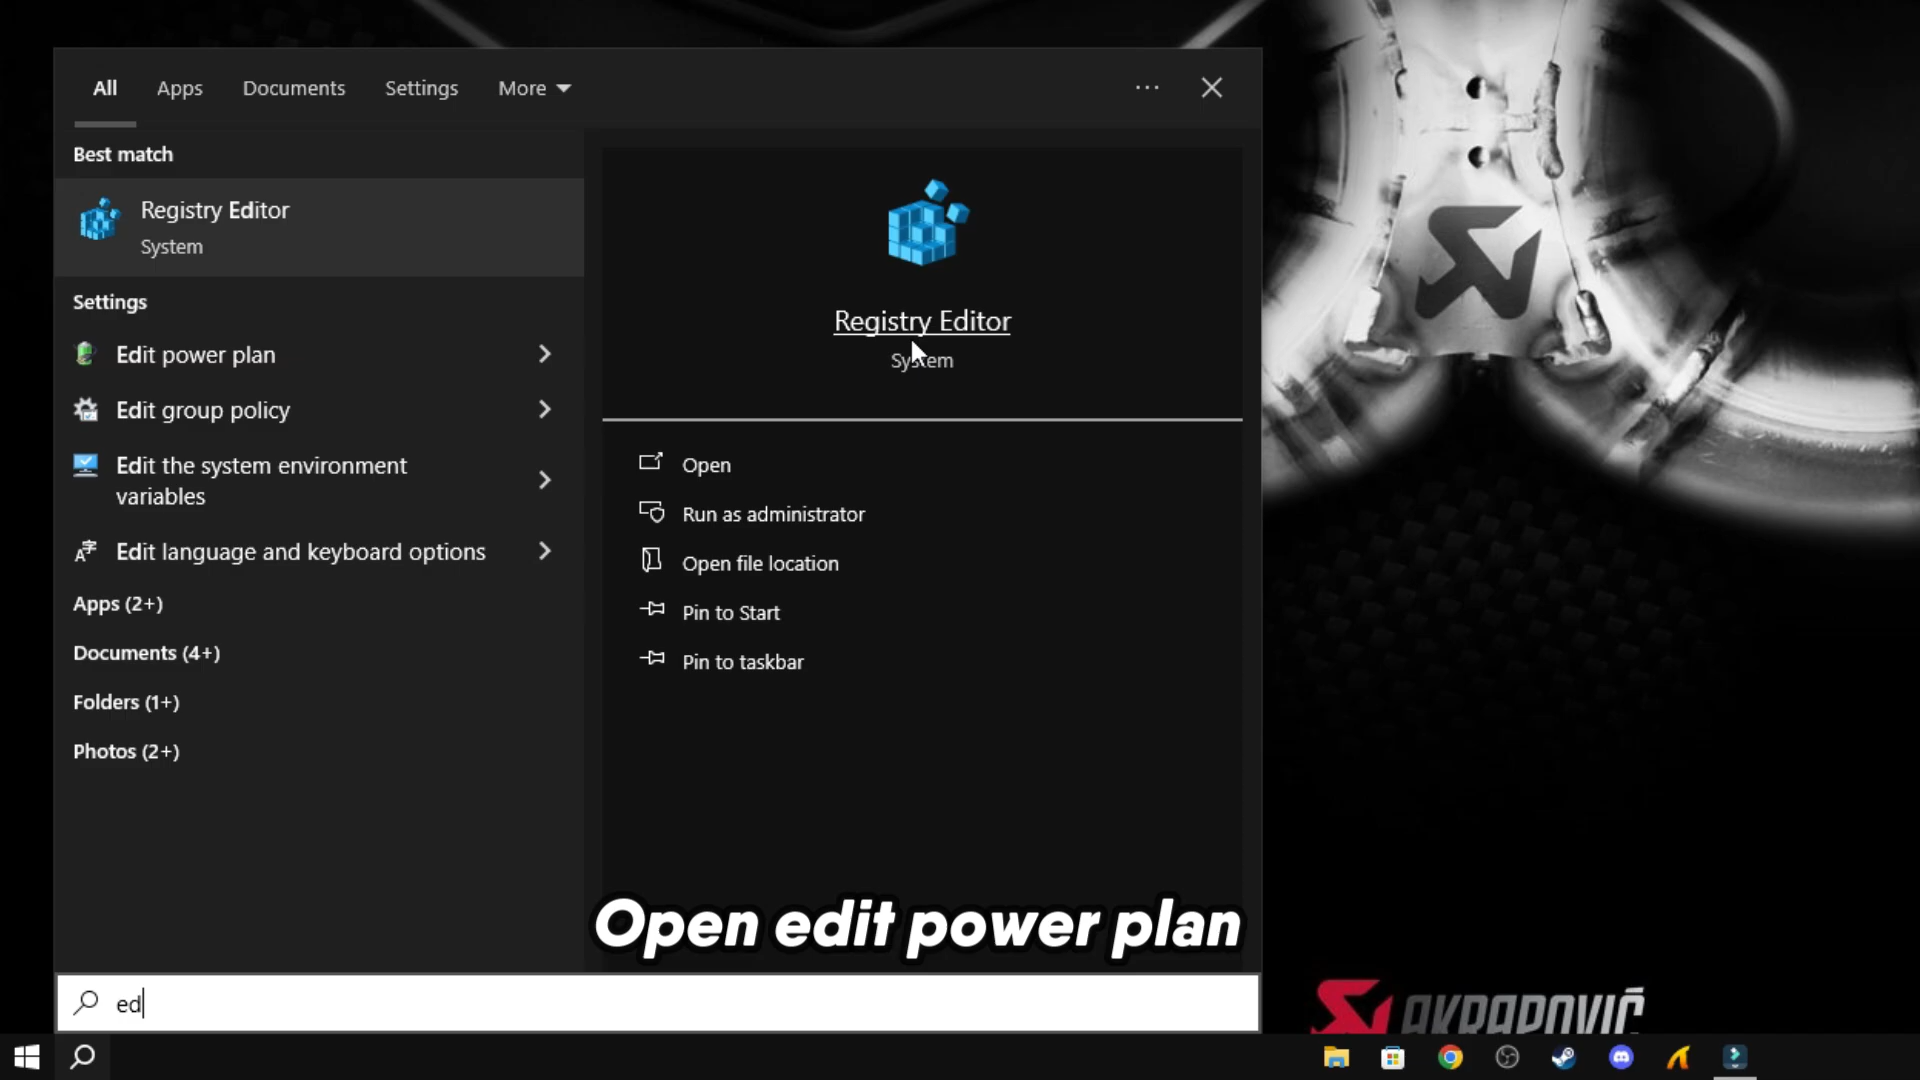 All Apps Documents Settings More
Best match
Registry Editor
System
Settings
Edit power plan
Edit group policy
Edit the system environment
variables
Edit language and keyboard options
Apps (2+)
Documents (4+)
Folders (1+)
Photos (2+)
Registry Editor
System
Open
Run as administrator
Open file location
Pin to Start
Pin to taskbar
Open edit power plan
ed
AKRAPOVIČ